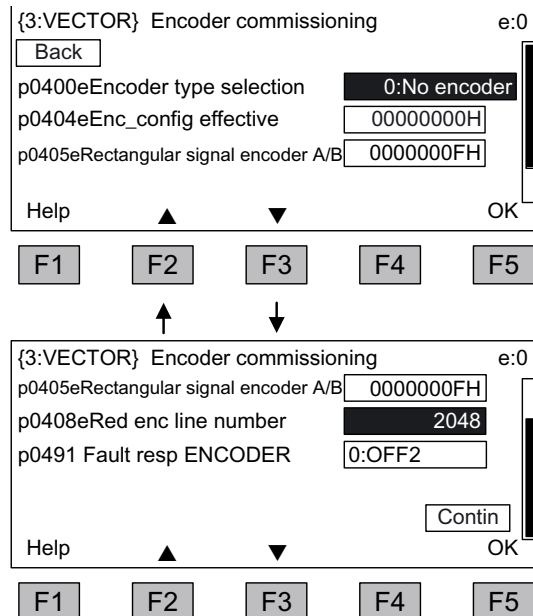 {3:VECTOR} Encoder commissioning e:0
Back
p0400eEncoder type selection 0:No encoder
p0404eEnc_config effective 00000000H
p0405eRectangular signal encoder A/B 0000000FH
Help ▲ ▼ OK
F1 F2 F3 F4 F5
{3:VECTOR} Encoder commissioning e:0
p0405eRectangular signal encoder A/B 0000000FH
p0408eRed enc line number 2048
p0491 Fault resp ENCODER 0:OFF2
Contin
Help ▲ ▼ OK
F1 F2 F3 F4 F5